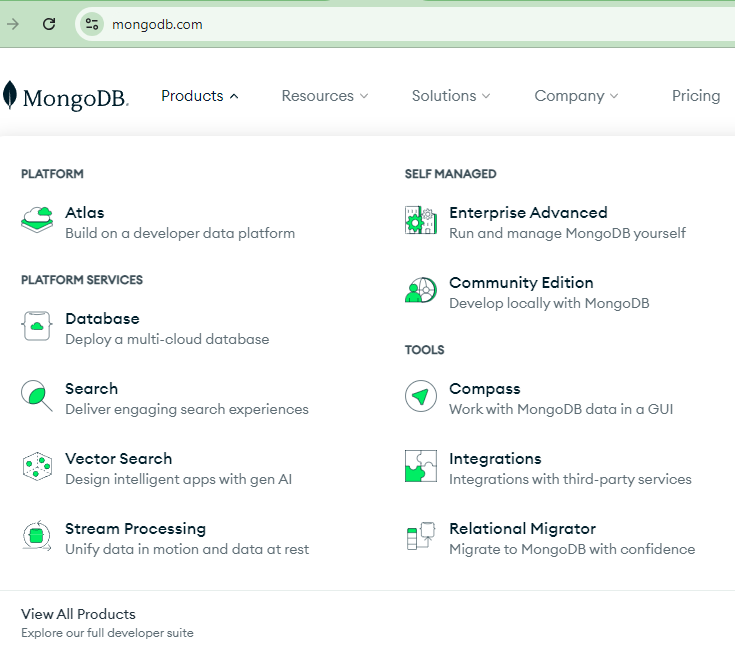 mongodb.com
MongoDB.
Products
Resources
Solutions
Company
Pricing
PLATFORM
Atlas
Build on a developer data platform
PLATFORM SERVICES
Database
Deploy a multi-cloud database
Search
Deliver engaging search experiences
Vector Search
Design intelligent apps with gen AI
Stream Processing
Unify data in motion and data at rest
SELF MANAGED
Enterprise Advanced
Run and manage MongoDB yourself
Community Edition
Develop locally with MongoDB
TOOLS
Compass
Work with MongoDB data in a GUI
Integrations
Integrations with third-party services
Relational Migrator
Migrate to MongoDB with confidence
View All Products
Explore our full developer suite